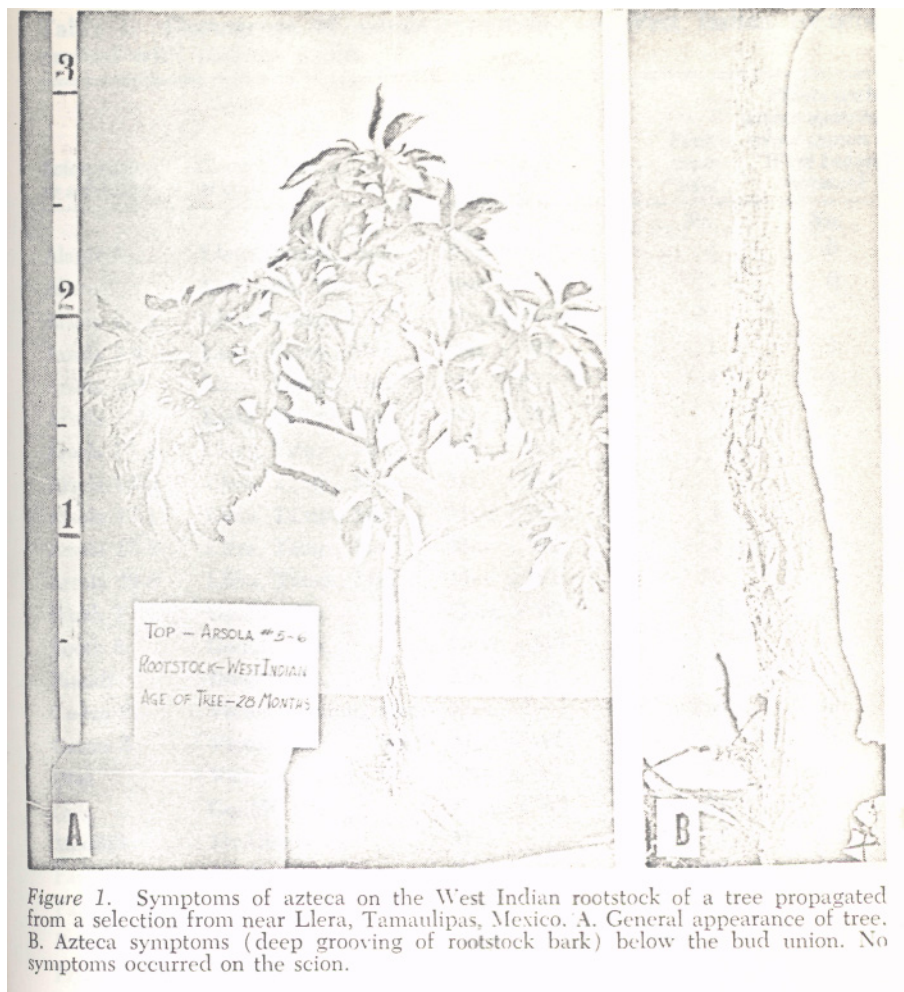 3
2
1
TOP – ARSOLA #5-6
ROOTSTOCK–WEST INDIAN
AGE OF TREE–28 MONTHS
A
B
Figure 1. Symptoms of azteca on the West Indian rootstock of a tree propagated
from a selection from near Llera, Tamaulipas, Mexico. A. General appearance of tree.
B. Azteca symptoms (deep grooving of rootstock bark) below the bud union. No
symptoms occurred on the scion.